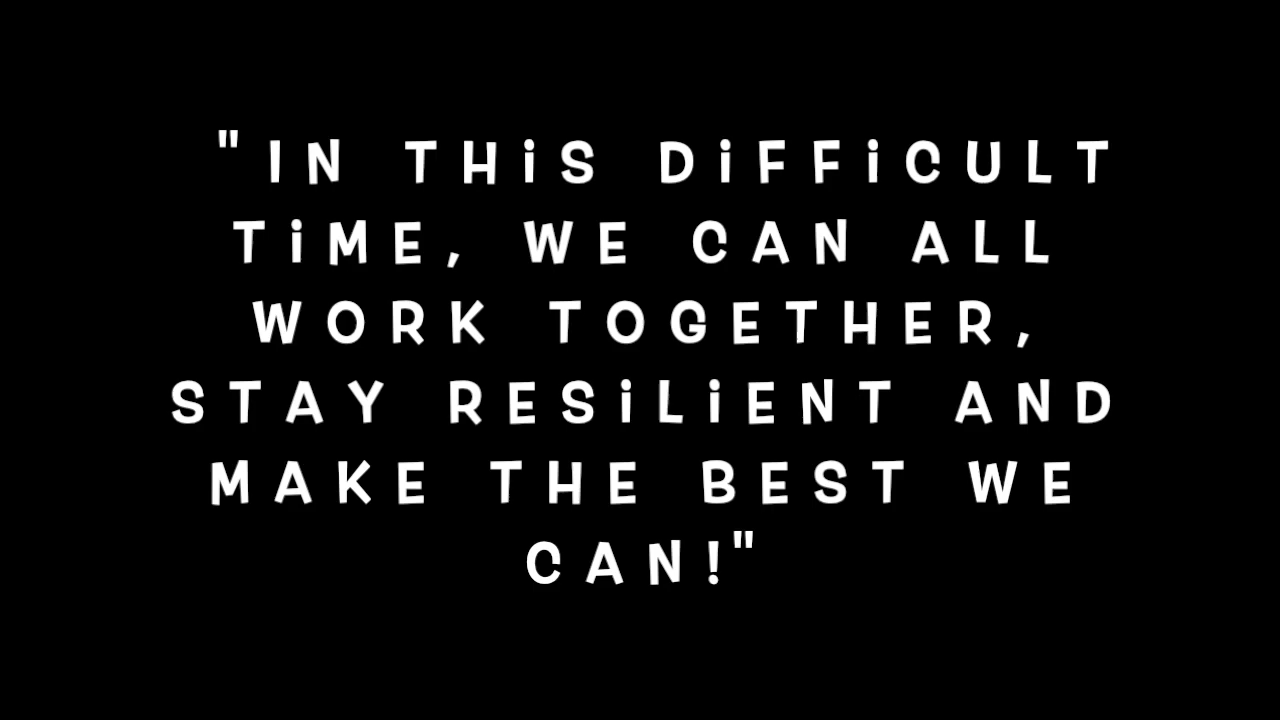 "IN THiS DiFFiCULT
TiME, WE CAN ALL
WORK TOGETHER,
STAY RESiLiENT AND
MAKE THE BEST WE
CAN!"